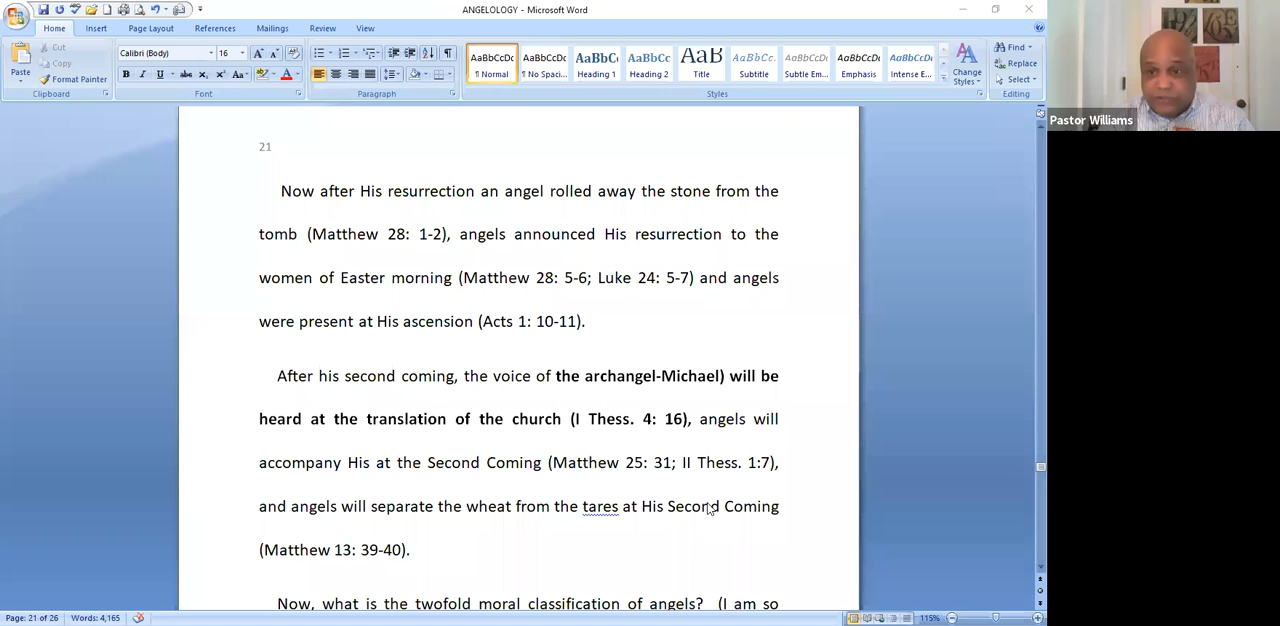 ANGELOLOGY - Microsoft Word
Home Insert Page Layout References Mailings Review View
Cut
Copy
Format Painter
Paste
Clipboard
Calibri (Body) 16
Font
Paragraph
AaBbCcDc AaBbCcDc AaBbC AaBbCc AaB AaBbCc. AaBbCcDc AaBbCcDc AaBbCcDc
¶ Normal ¶ No Spaci... Heading 1 Heading 2 Title Subtitle Subtle Em... Emphasis Intense E...
Change Styles
Styles
Find
Replace
Select
Editing
Pastor Williams
21
Now after His resurrection an angel rolled away the stone from the
tomb (Matthew 28: 1-2), angels announced His resurrection to the
women of Easter morning (Matthew 28: 5-6; Luke 24: 5-7) and angels
were present at His ascension (Acts 1: 10-11).
After his second coming, the voice of the archangel-Michael) will be
heard at the translation of the church (I Thess. 4: 16), angels will
accompany His at the Second Coming (Matthew 25: 31; II Thess. 1:7),
and angels will separate the wheat from the tares at His Second Coming
(Matthew 13: 39-40).
Now, what is the twofold moral classification of angels? (I am so
Page: 21 of 26 Words: 4,165 115%